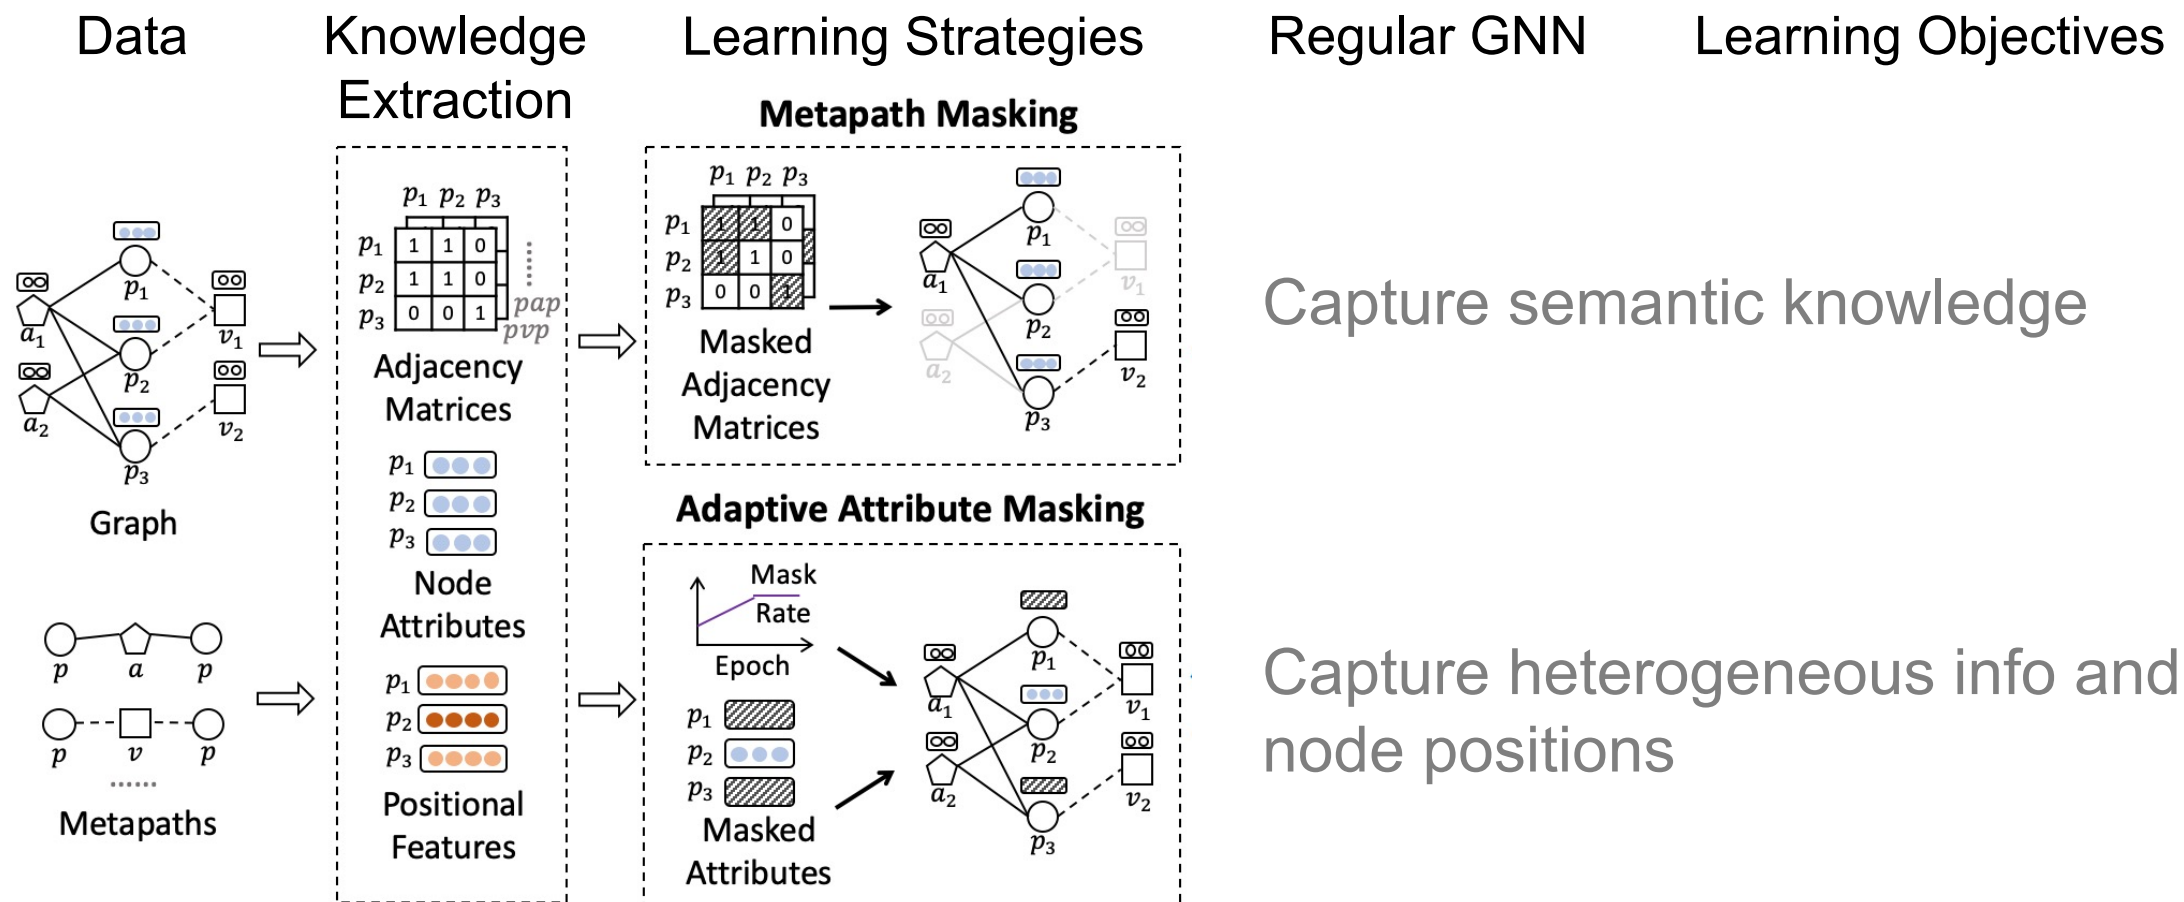 Data
Knowledge
Extraction
Learning Strategies
Regular GNN
Learning Objectives
p₁
a₁
p₂
a₂
p₃
v₁
v₂
Graph
p a p
p v p
......
Metapaths
p₁ p₂ p₃
p₁ 1 1 0
p₂ 1 1 0
p₃ 0 0 1
pap
pvp
Adjacency
Matrices
p₁
p₂
p₃
Node
Attributes
p₁
p₂
p₃
Positional
Features
Metapath Masking
p₁ p₂ p₃
p₁ 1 1 0
p₂ 1 1 0
p₃ 0 0 1
Masked
Adjacency
Matrices
p₁
a₁
p₂
a₂
p₃
v₁
v₂
Adaptive Attribute Masking
Mask
Rate
Epoch
p₁
p₂
p₃
Masked
Attributes
p₁
a₁
p₂
a₂
p₃
v₁
v₂
Capture semantic knowledge
Capture heterogeneous info and
node positions